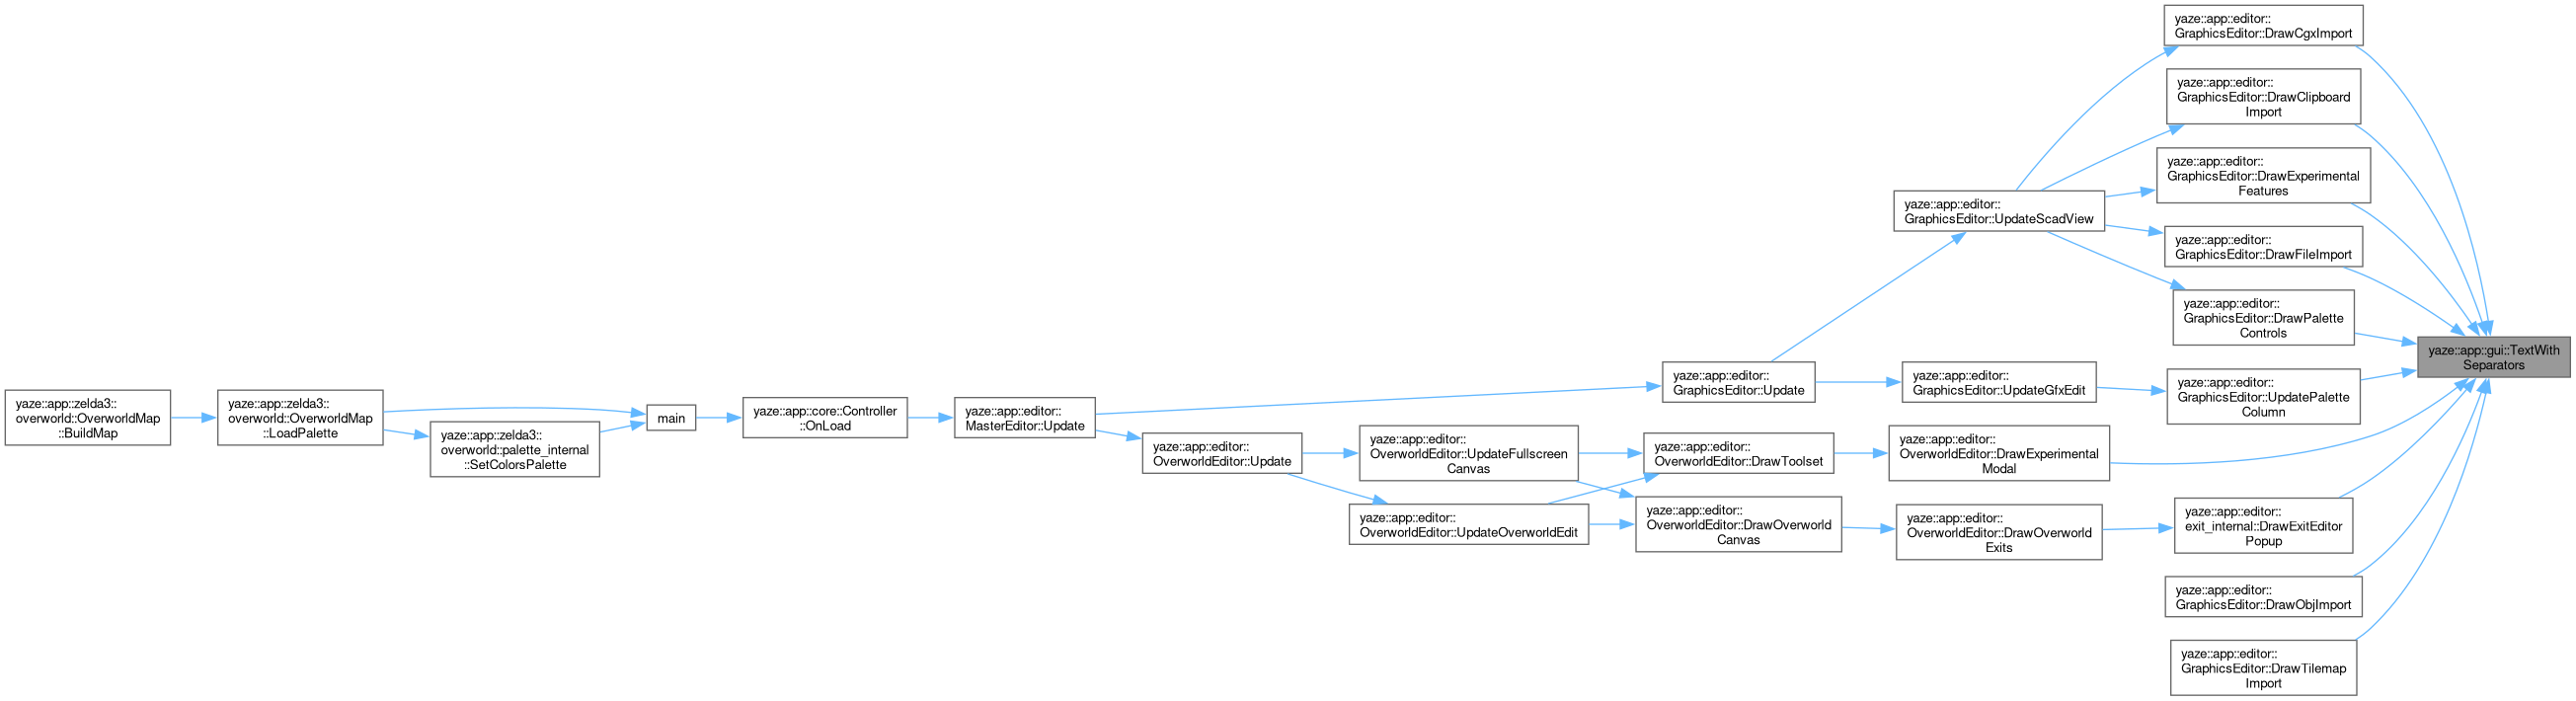 yaze::app::editor::
GraphicsEditor::DrawCgxImport
yaze::app::editor::
GraphicsEditor::DrawClipboard
Import
yaze::app::editor::
GraphicsEditor::DrawExperimental
Features
yaze::app::editor::
GraphicsEditor::UpdateScadView
yaze::app::editor::
GraphicsEditor::DrawFileImport
yaze::app::editor::
GraphicsEditor::DrawPalette
Controls
yaze::app::gui::TextWith
Separators
yaze::app::editor::
GraphicsEditor::Update
yaze::app::editor::
GraphicsEditor::UpdateGfxEdit
yaze::app::editor::
GraphicsEditor::UpdatePalette
Column
yaze::app::zelda3::
overworld::OverworldMap
::BuildMap
yaze::app::zelda3::
overworld::OverworldMap
::LoadPalette
yaze::app::zelda3::
overworld::palette_internal
::SetColorsPalette
main
yaze::app::core::Controller
::OnLoad
yaze::app::editor::
MasterEditor::Update
yaze::app::editor::
OverworldEditor::Update
yaze::app::editor::
OverworldEditor::UpdateFullscreen
Canvas
yaze::app::editor::
OverworldEditor::DrawToolset
yaze::app::editor::
OverworldEditor::DrawExperimental
Modal
yaze::app::editor::
OverworldEditor::UpdateOverworldEdit
yaze::app::editor::
OverworldEditor::DrawOverworld
Canvas
yaze::app::editor::
OverworldEditor::DrawOverworld
Exits
yaze::app::editor::
exit_internal::DrawExitEditor
Popup
yaze::app::editor::
GraphicsEditor::DrawObjImport
yaze::app::editor::
GraphicsEditor::DrawTilemap
Import